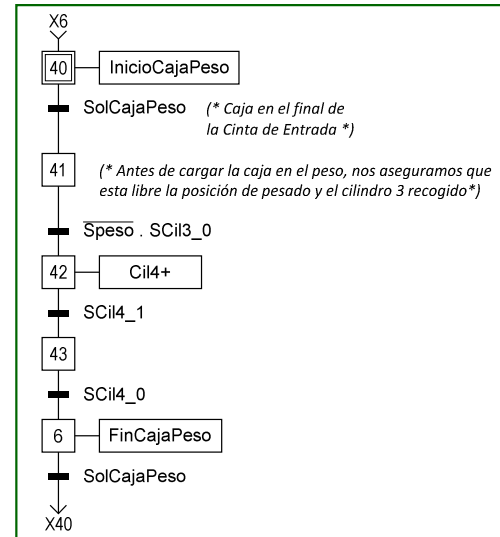 X6
40 InicioCajaPeso
SolCajaPeso (* Caja en el final de
la Cinta de Entrada *)
41 (* Antes de cargar la caja en el peso, nos aseguramos que
esta libre la posición de pesado y el cilindro 3 recogido*)
Speso . SCil3_0
42 Cil4+
SCil4_1
43
SCil4_0
6 FinCajaPeso
SolCajaPeso
X40